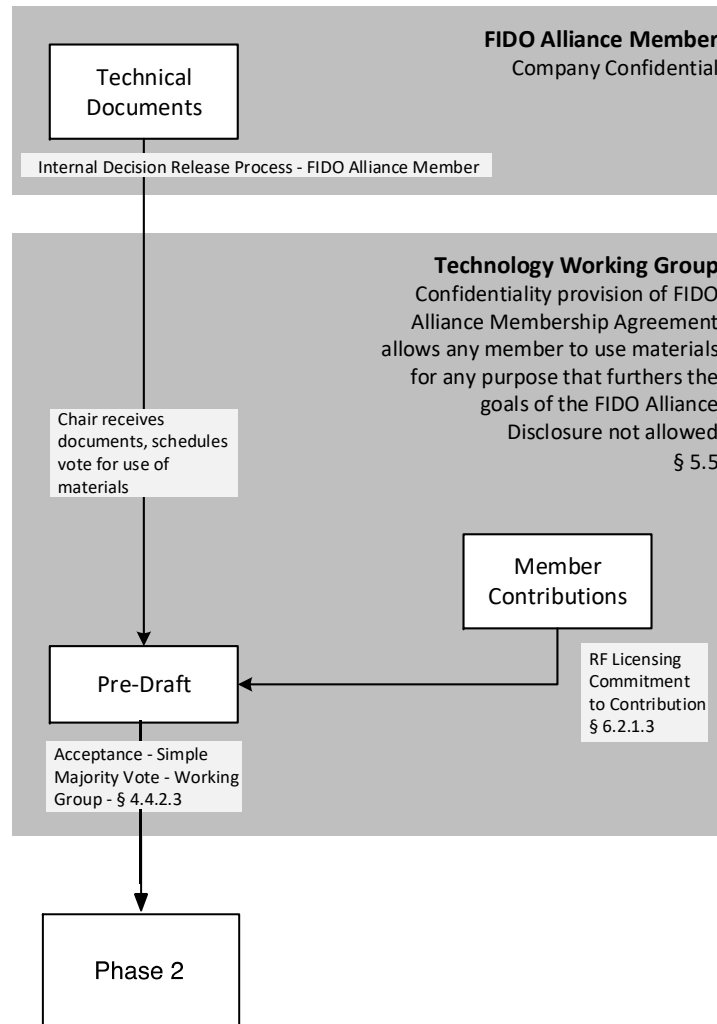 FIDO Alliance Member
Company Confidential
Technical
Documents
Internal Decision Release Process - FIDO Alliance Member
Technology Working Group
Confidentiality provision of FIDO
Alliance Membership Agreement
allows any member to use materials
for any purpose that furthers the
goals of the FIDO Alliance
Disclosure not allowed
§ 5.5
Chair receives
documents, schedules
vote for use of
materials
Member
Contributions
RF Licensing
Commitment
to Contribution
§ 6.2.1.3
Pre-Draft
Acceptance - Simple
Majority Vote - Working
Group - § 4.4.2.3
Phase 2